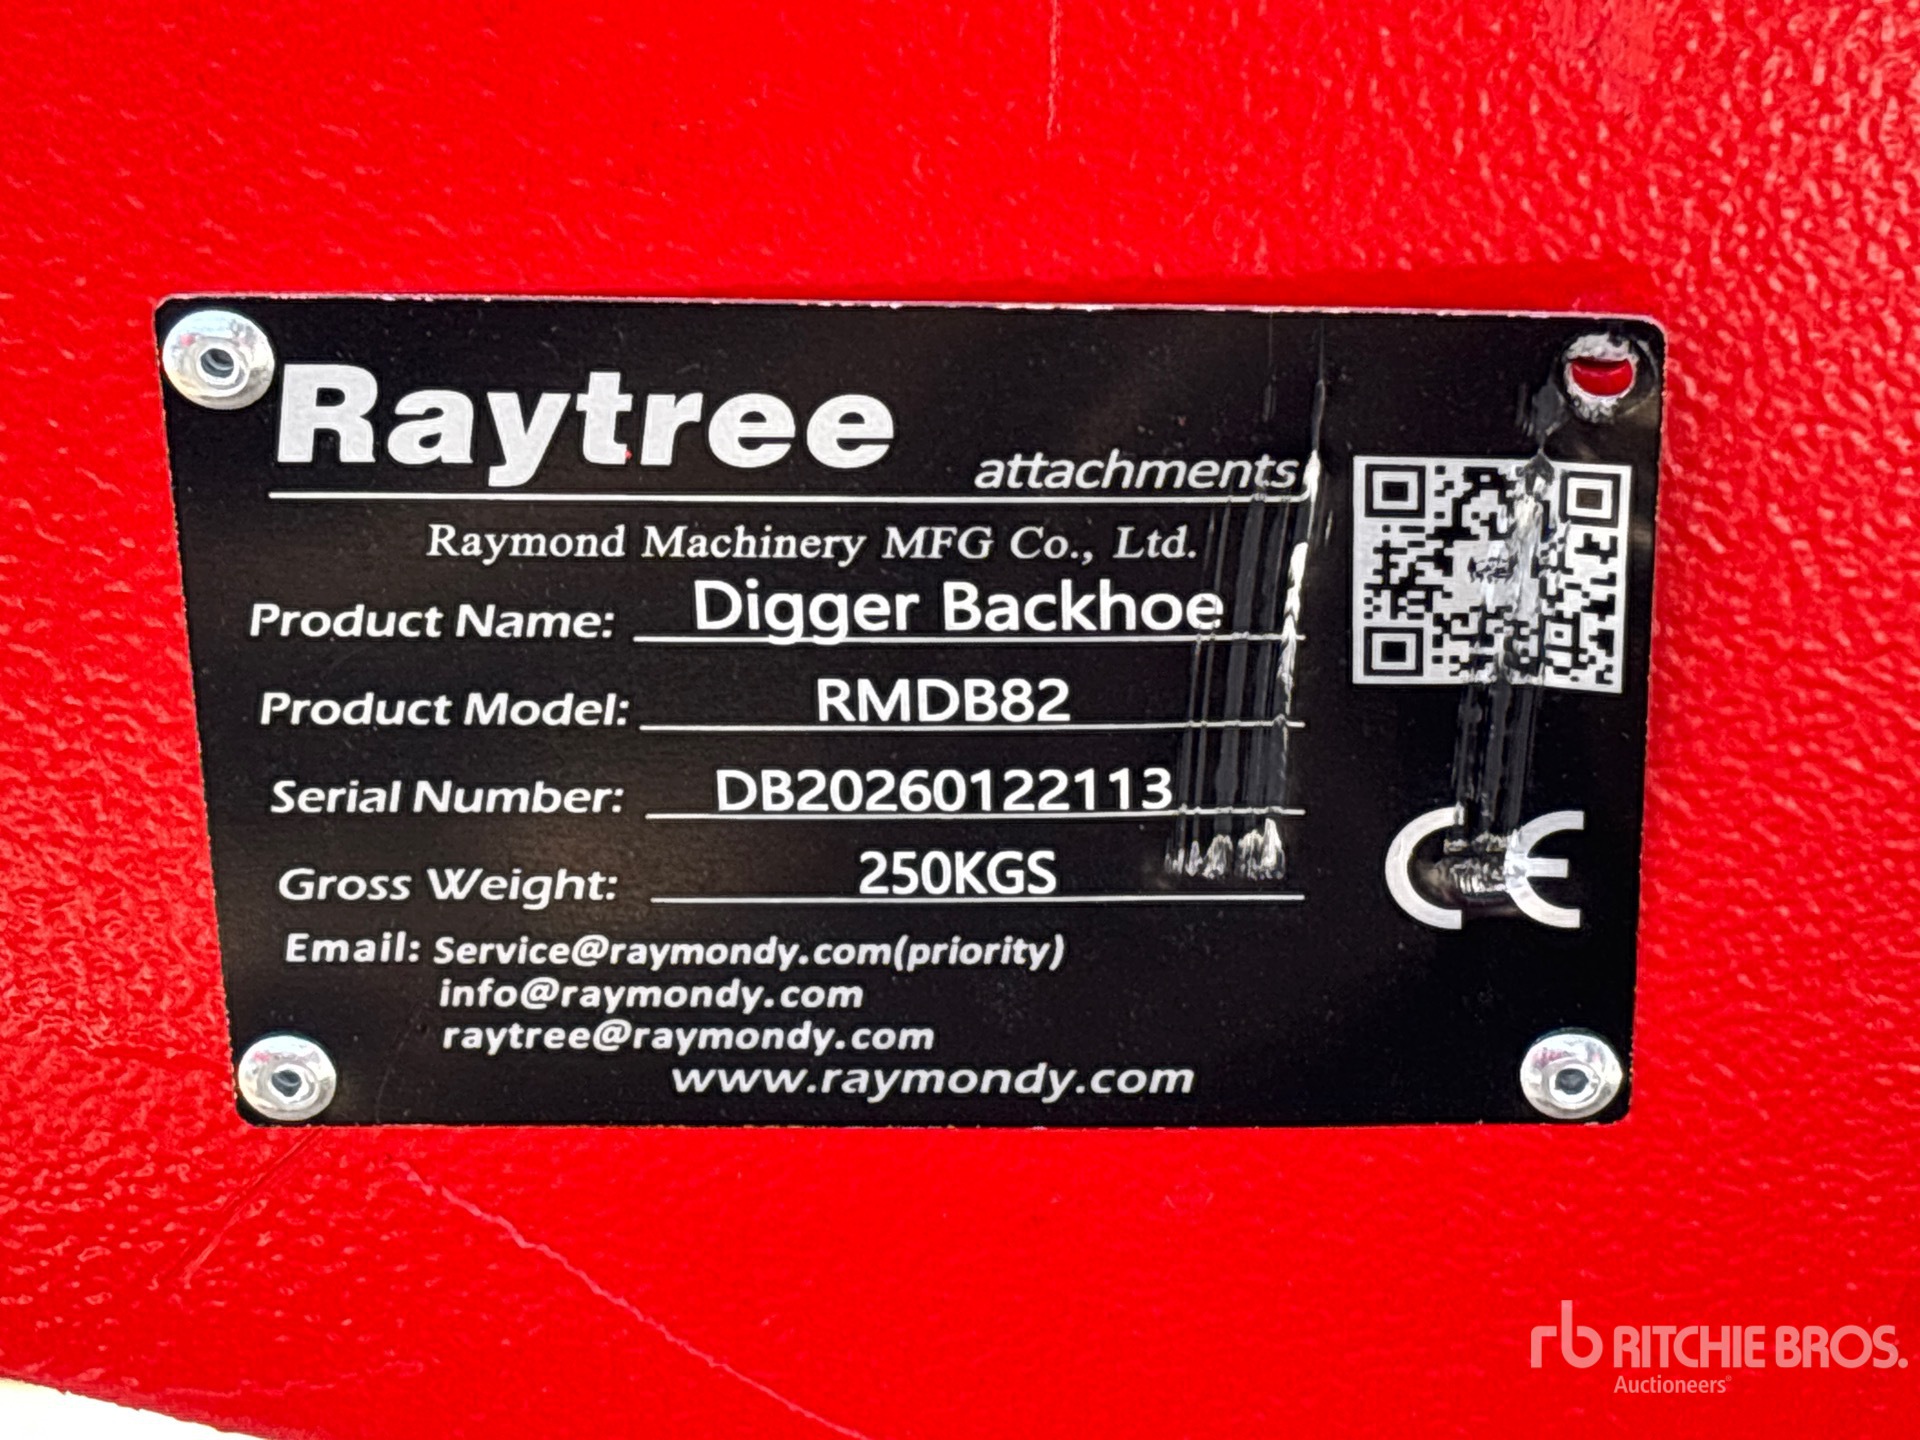 Raytree
attachments
Raymond Machinery MFG Co., Ltd.
Product Name: Digger Backhoe
Product Model: RMDB82
Serial Number: DB20260122113
Gross Weight: 250KGS
Email: Service@raymondy.com(priority)
info@raymondy.com
raytree@raymondy.com
www.raymondy.com
CE
rb RITCHIE BROS.
Auctioneers®